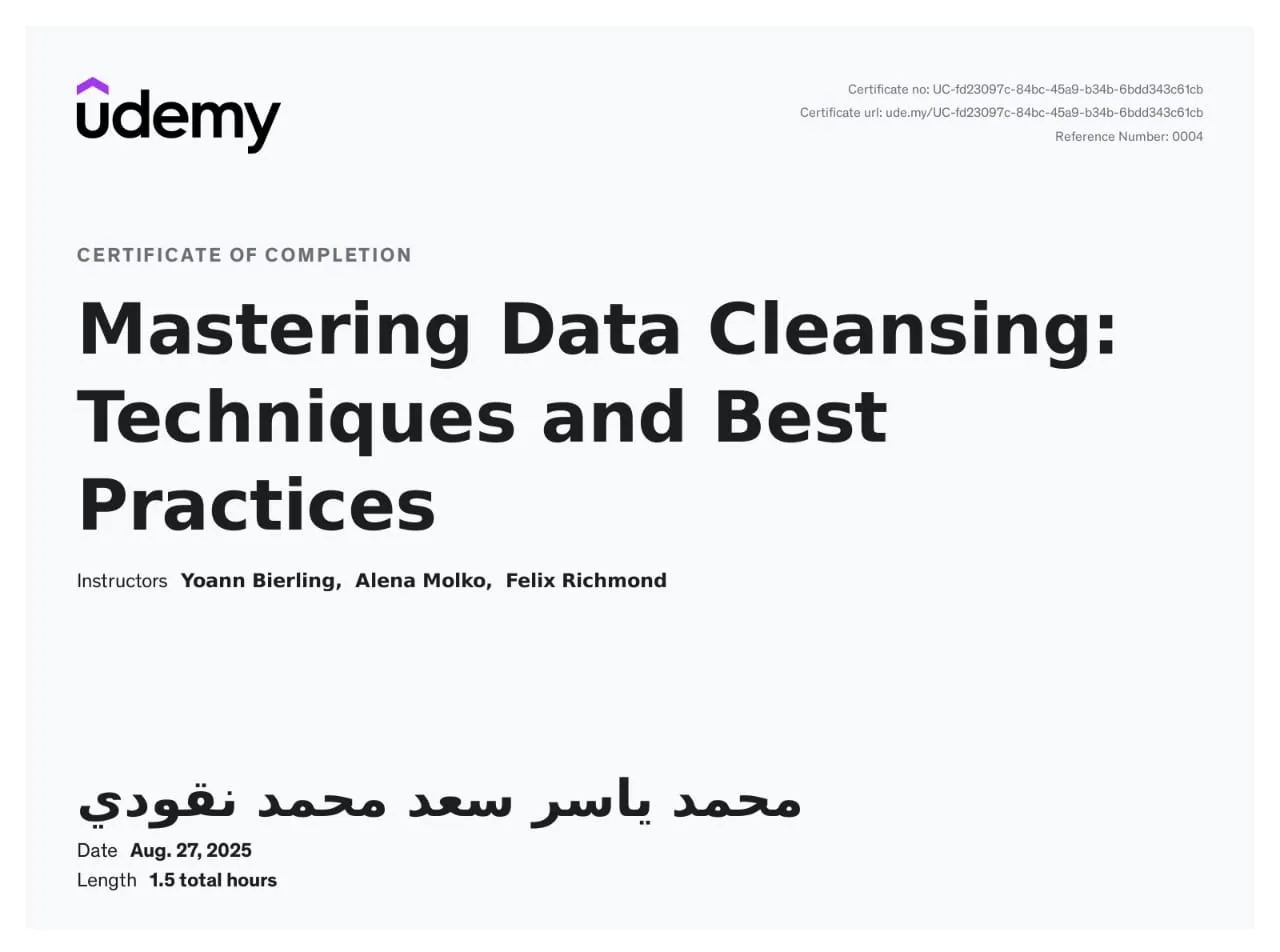 udemy
Certificate no: UC-fd23097c-84bc-45a9-b34b-6bdd343c61cb
Certificate url: ude.my/UC-fd23097c-84bc-45a9-b34b-6bdd343c61cb
Reference Number: 0004
CERTIFICATE OF COMPLETION
Mastering Data Cleansing:
Techniques and Best
Practices
Instructors Yoann Bierling, Alena Molko, Felix Richmond
محمد ياسر سعد محمد نقودي
Date Aug. 27, 2025
Length 1.5 total hours